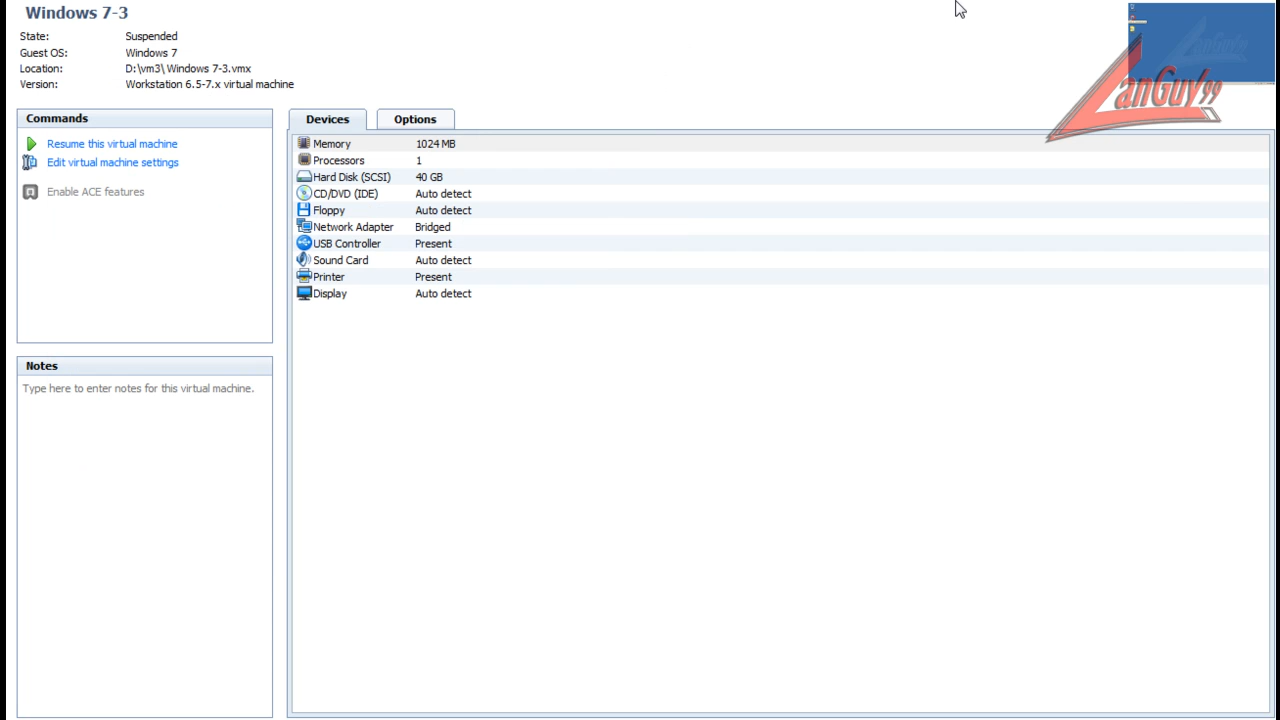 Windows 7-3
State: Suspended
Guest OS: Windows 7
Location: D:\vm3\Windows 7-3.vmx
Version: Workstation 6.5-7.x virtual machine
Commands
Resume this virtual machine
Edit virtual machine settings
Enable ACE features
Notes
Type here to enter notes for this virtual machine.
Devices Options
Memory 1024 MB
Processors 1
Hard Disk (SCSI) 40 GB
CD/DVD (IDE) Auto detect
Floppy Auto detect
Network Adapter Bridged
USB Controller Present
Sound Card Auto detect
Printer Present
Display Auto detect
LanGuy99